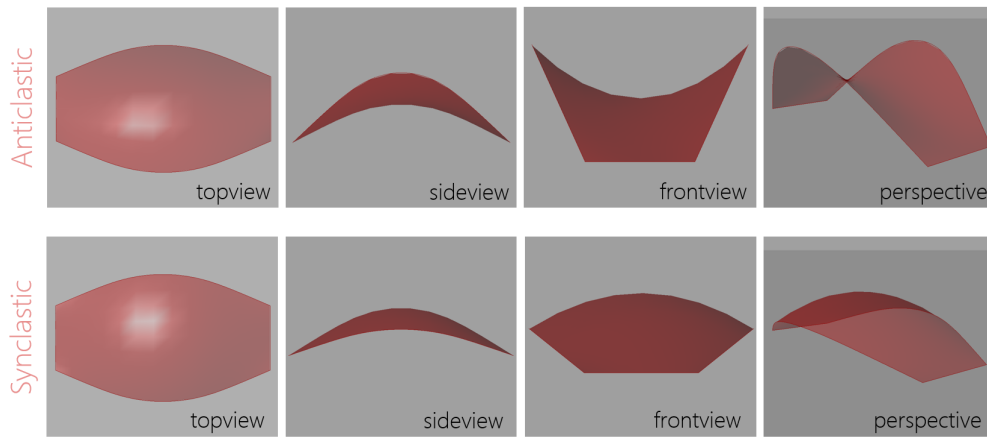 Anticlastic
topview
sideview
frontview
perspective
Synclastic
topview
sideview
frontview
perspective